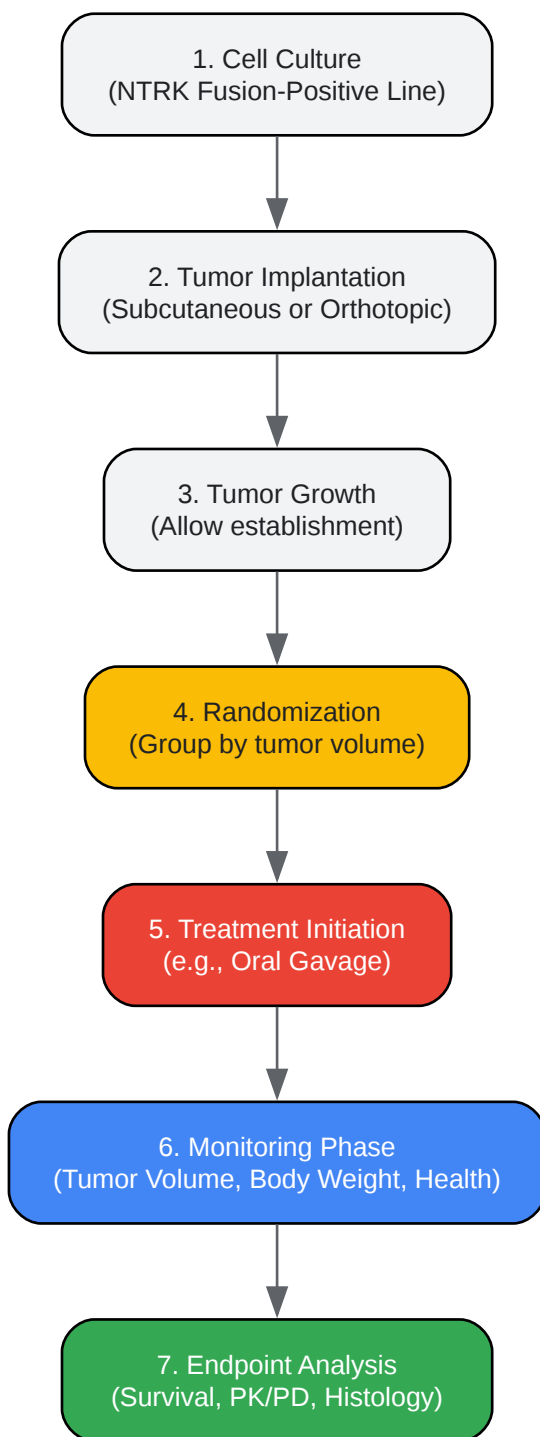 1. Cell Culture
(NTRK Fusion-Positive Line)
2. Tumor Implantation
(Subcutaneous or Orthotopic)
3. Tumor Growth
(Allow establishment)
4. Randomization
(Group by tumor volume)
5. Treatment Initiation
(e.g., Oral Gavage)
6. Monitoring Phase
(Tumor Volume, Body Weight, Health)
7. Endpoint Analysis
(Survival, PK/PD, Histology)